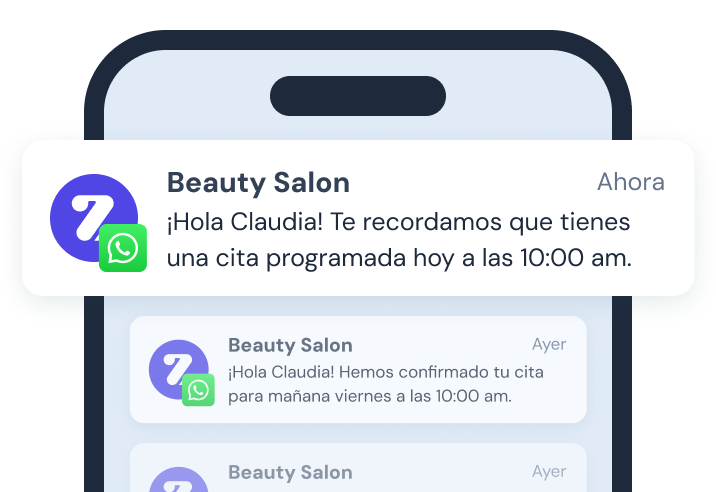 Beauty Salon
Ahora
¡Hola Claudia! Te recordamos que tienes
una cita programada hoy a las 10:00 am.
Beauty Salon
Ayer
¡Hola Claudia! Hemos confirmado tu cita
para mañana viernes a las 10:00 am.
Beauty Salon
Ayer